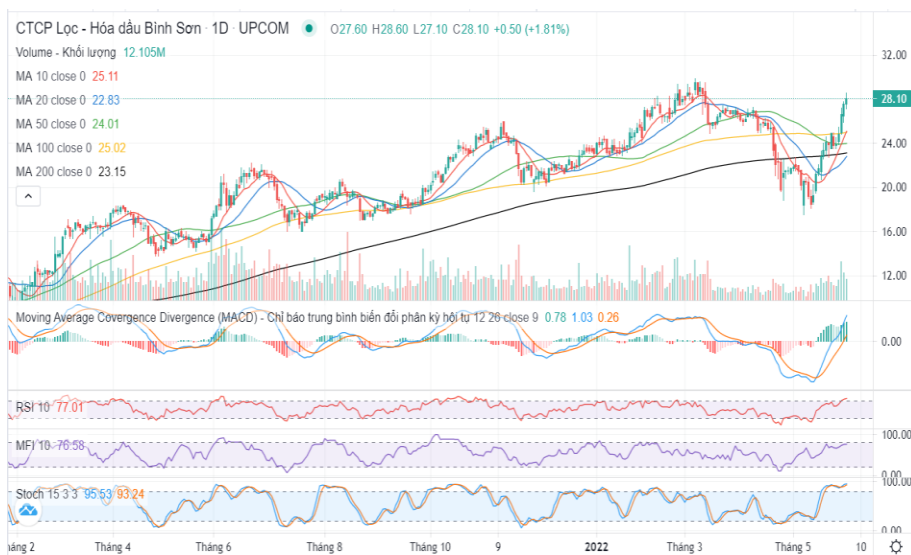 CTCP Lọc - Hóa dầu Bình Sơn · 1D · UPCOM O27.60 H28.60 L27.10 C28.10 +0.50 (+1.81%)
Volume - Khối lượng 12.105M
MA 10 close 0 25.11
MA 20 close 0 22.83
MA 50 close 0 24.01
MA 100 close 0 25.02
MA 200 close 0 23.15
32.00
28.10
24.00
20.00
16.00
12.00
Moving Average Covergence Divergence (MACD) - Chỉ báo trung bình biến đổi phân kỳ hội tụ 12 26 close 9 0.78 1.03 0.26
0.00
RSI 10 77.01
100.00
MFI 10 76.58
0.00
100.00
Stoch 15 3 3 95.53 93.24
0.00
háng 2 Tháng 4 Tháng 6 Tháng 8 Tháng 10 9 2022 Tháng 3 Tháng 5 10